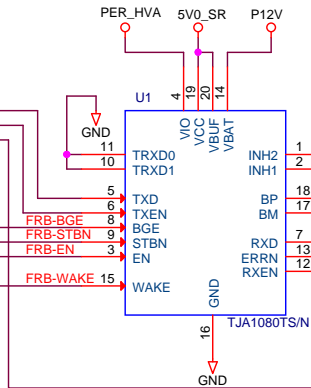 PER_HVA 5V0_SR P12V
U1
4 19 20 14
VIO VCC VBUF VBAT
GND
11 TRXD0 INH2 1
10 TRXD1 INH1 2
5 TXD BP 18
6 TXEN BM 17
FRB-BGE 8 BGE
FRB-STBN 9 STBN RXD 7
FRB-EN 3 EN ERRN 13
RXEN 12
FRB-WAKE 15 WAKE
GND
16 TJA1080TS/N
GND